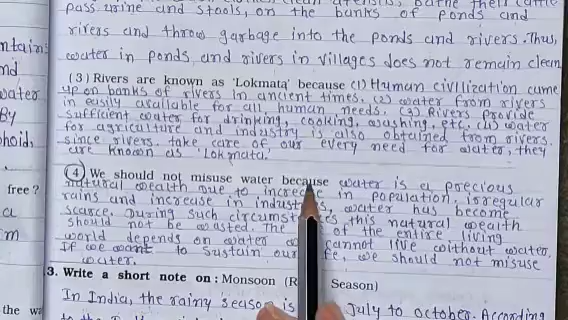 pass urine and stools, on the banks of ponds and
rivers and throw garbage into the ponds and rivers. Thus,
water in ponds and rivers in villages does not remain clean
(3) Rivers are known as 'Lokmata' because (1) Human civilization came
up on banks of rivers in ancient times. (2) water from rivers
in easily available for all human needs. (3) Rivers provide
sufficient water for drinking, cooking, washing, etc. (4) water
for agriculture and industry is also obtained from rivers.
since rivers take care of our every need for water, they
are known as 'Lokmata.'
(4) We should not misuse water because water is a precious
natural wealth Due to increase in population, irregular
rains and increase in industries, water has become
scarce. During such circumstances this natural wealth
should not be wasted. The of the entire living
world depends on water cannot live without water.
If we want to sustain our life, we should not misuse
water.
3. Write a short note on : Monsoon (R Season)
In India, the rainy season is July to october. According
ntains
nd
water
By
hoid,
free ?
a
m
the wa